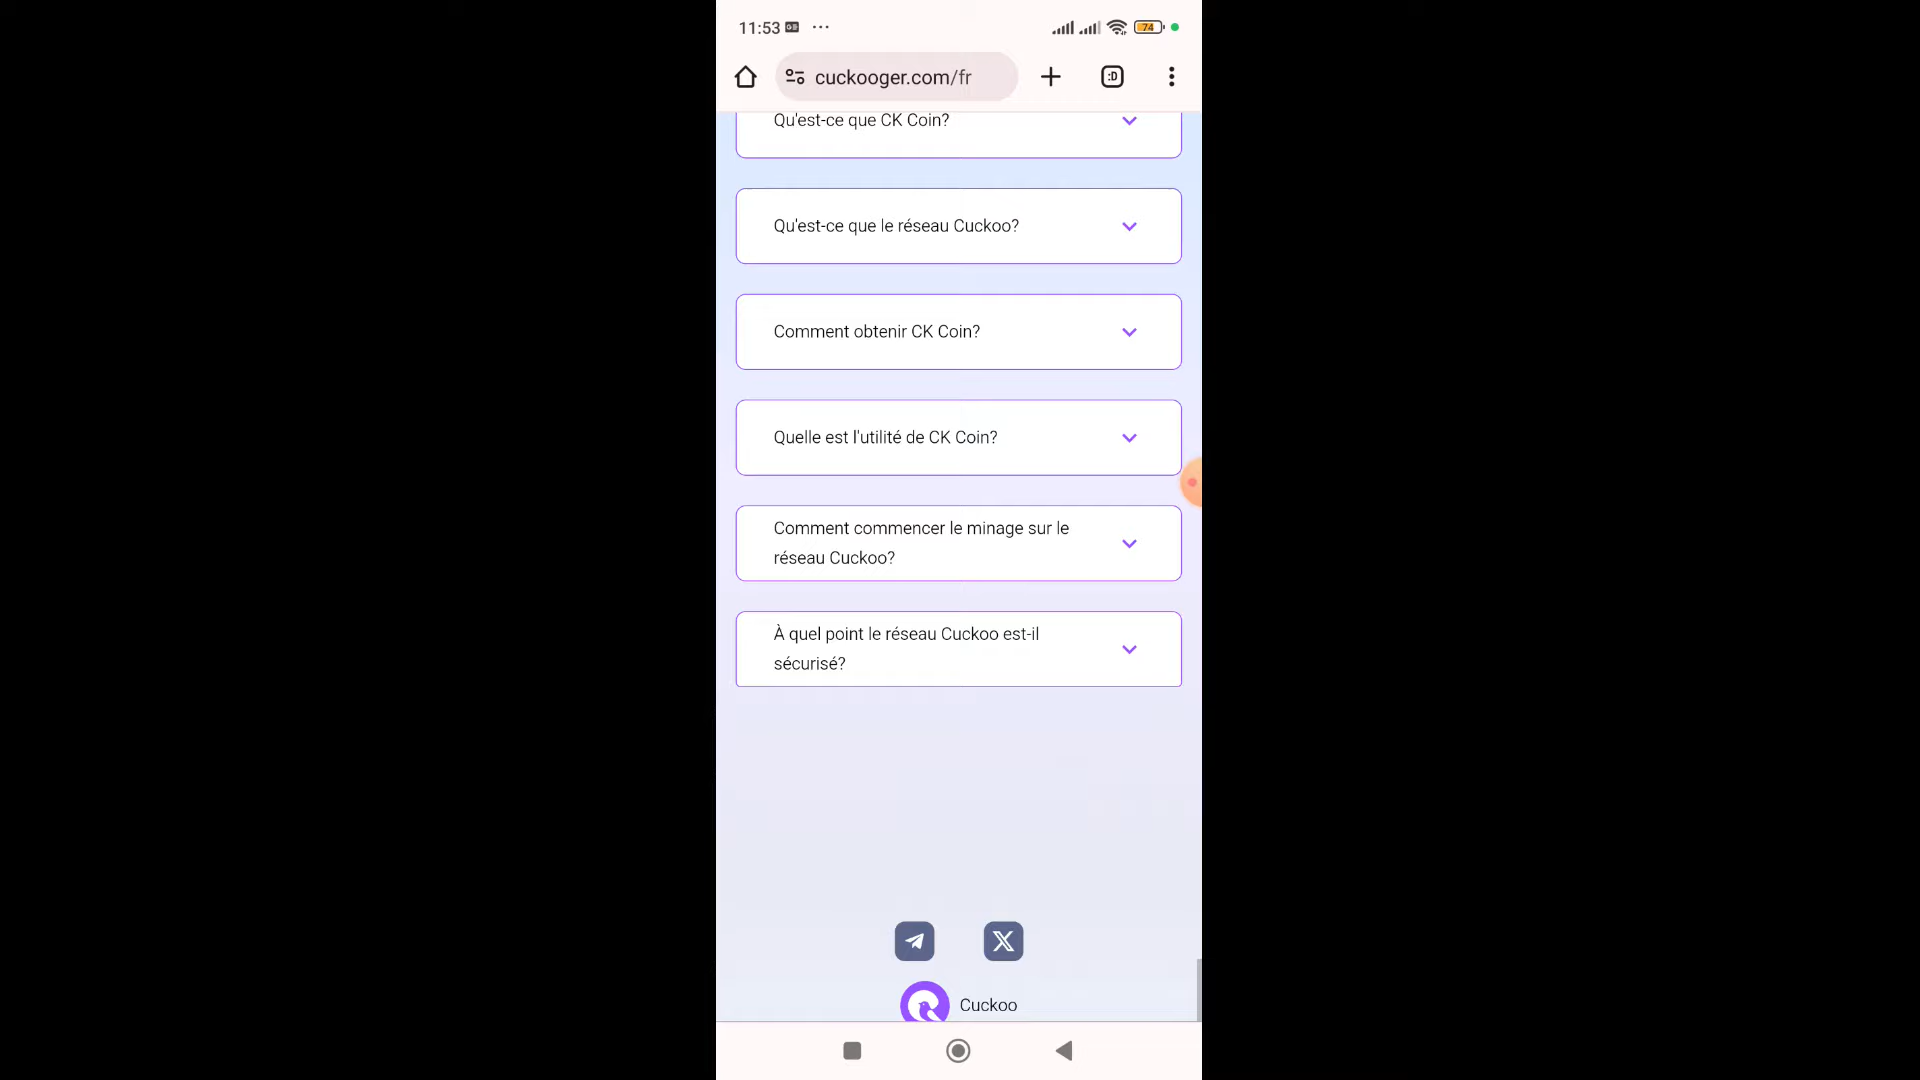 11:53
74
cuckooger.com/fr
:D
Qu'est-ce que CK Coin?
Qu'est-ce que le réseau Cuckoo?
Comment obtenir CK Coin?
Quelle est l'utilité de CK Coin?
Comment commencer le minage sur le
réseau Cuckoo?
À quel point le réseau Cuckoo est-il
sécurisé?
Cuckoo